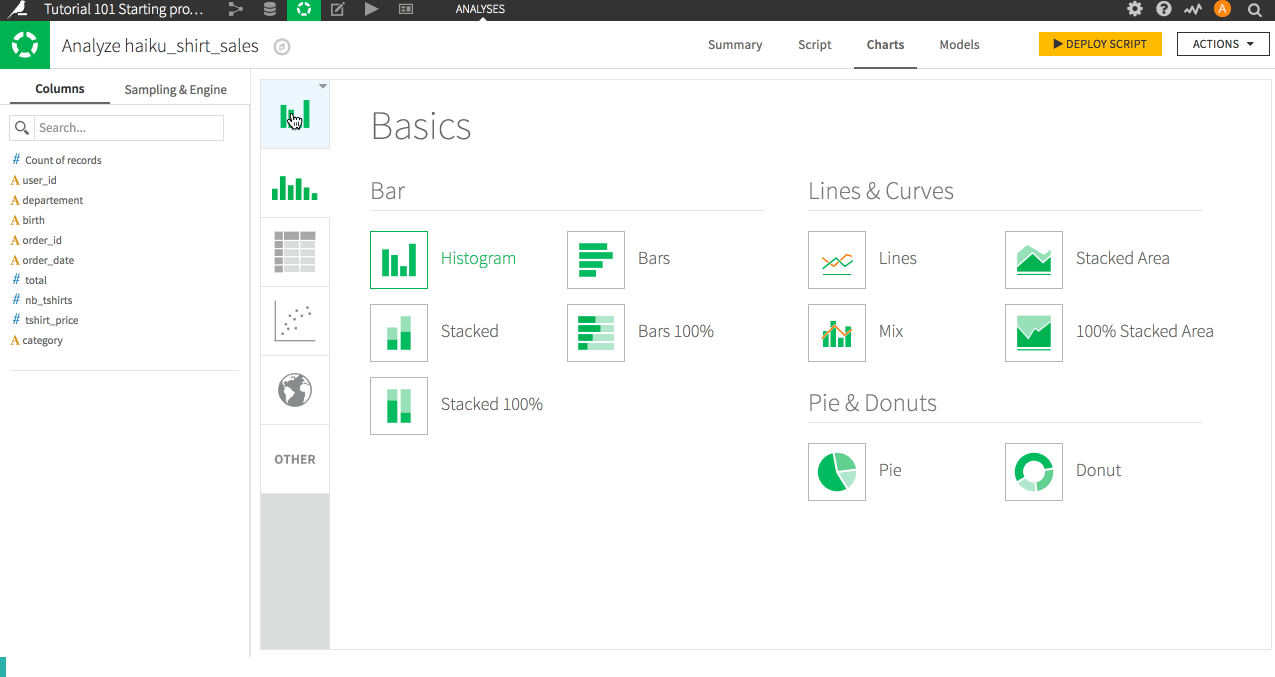 Tutorial 101 Starting pro...
ANALYSES
A
Analyze haiku_shirt_sales
Summary
Script
Charts
Models
DEPLOY SCRIPT
ACTIONS
Columns
Sampling & Engine
Search...
# Count of records
A user_id
A departement
A birth
A order_id
A order_date
# total
# nb_tshirts
# tshirt_price
A category
OTHER
Basics
Bar
Histogram
Bars
Stacked
Bars 100%
Stacked 100%
Lines & Curves
Lines
Stacked Area
Mix
100% Stacked Area
Pie & Donuts
Pie
Donut